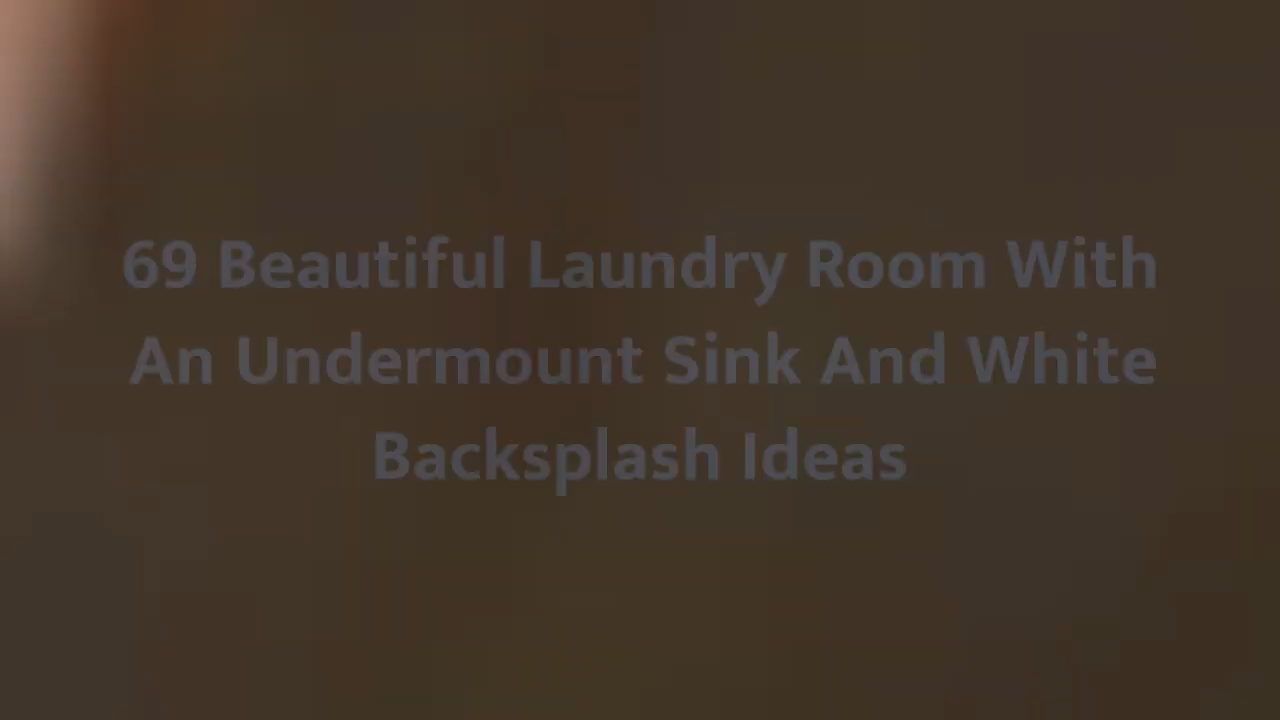 69 Beautiful Laundry Room With
An Undermount Sink And White
Backsplash Ideas